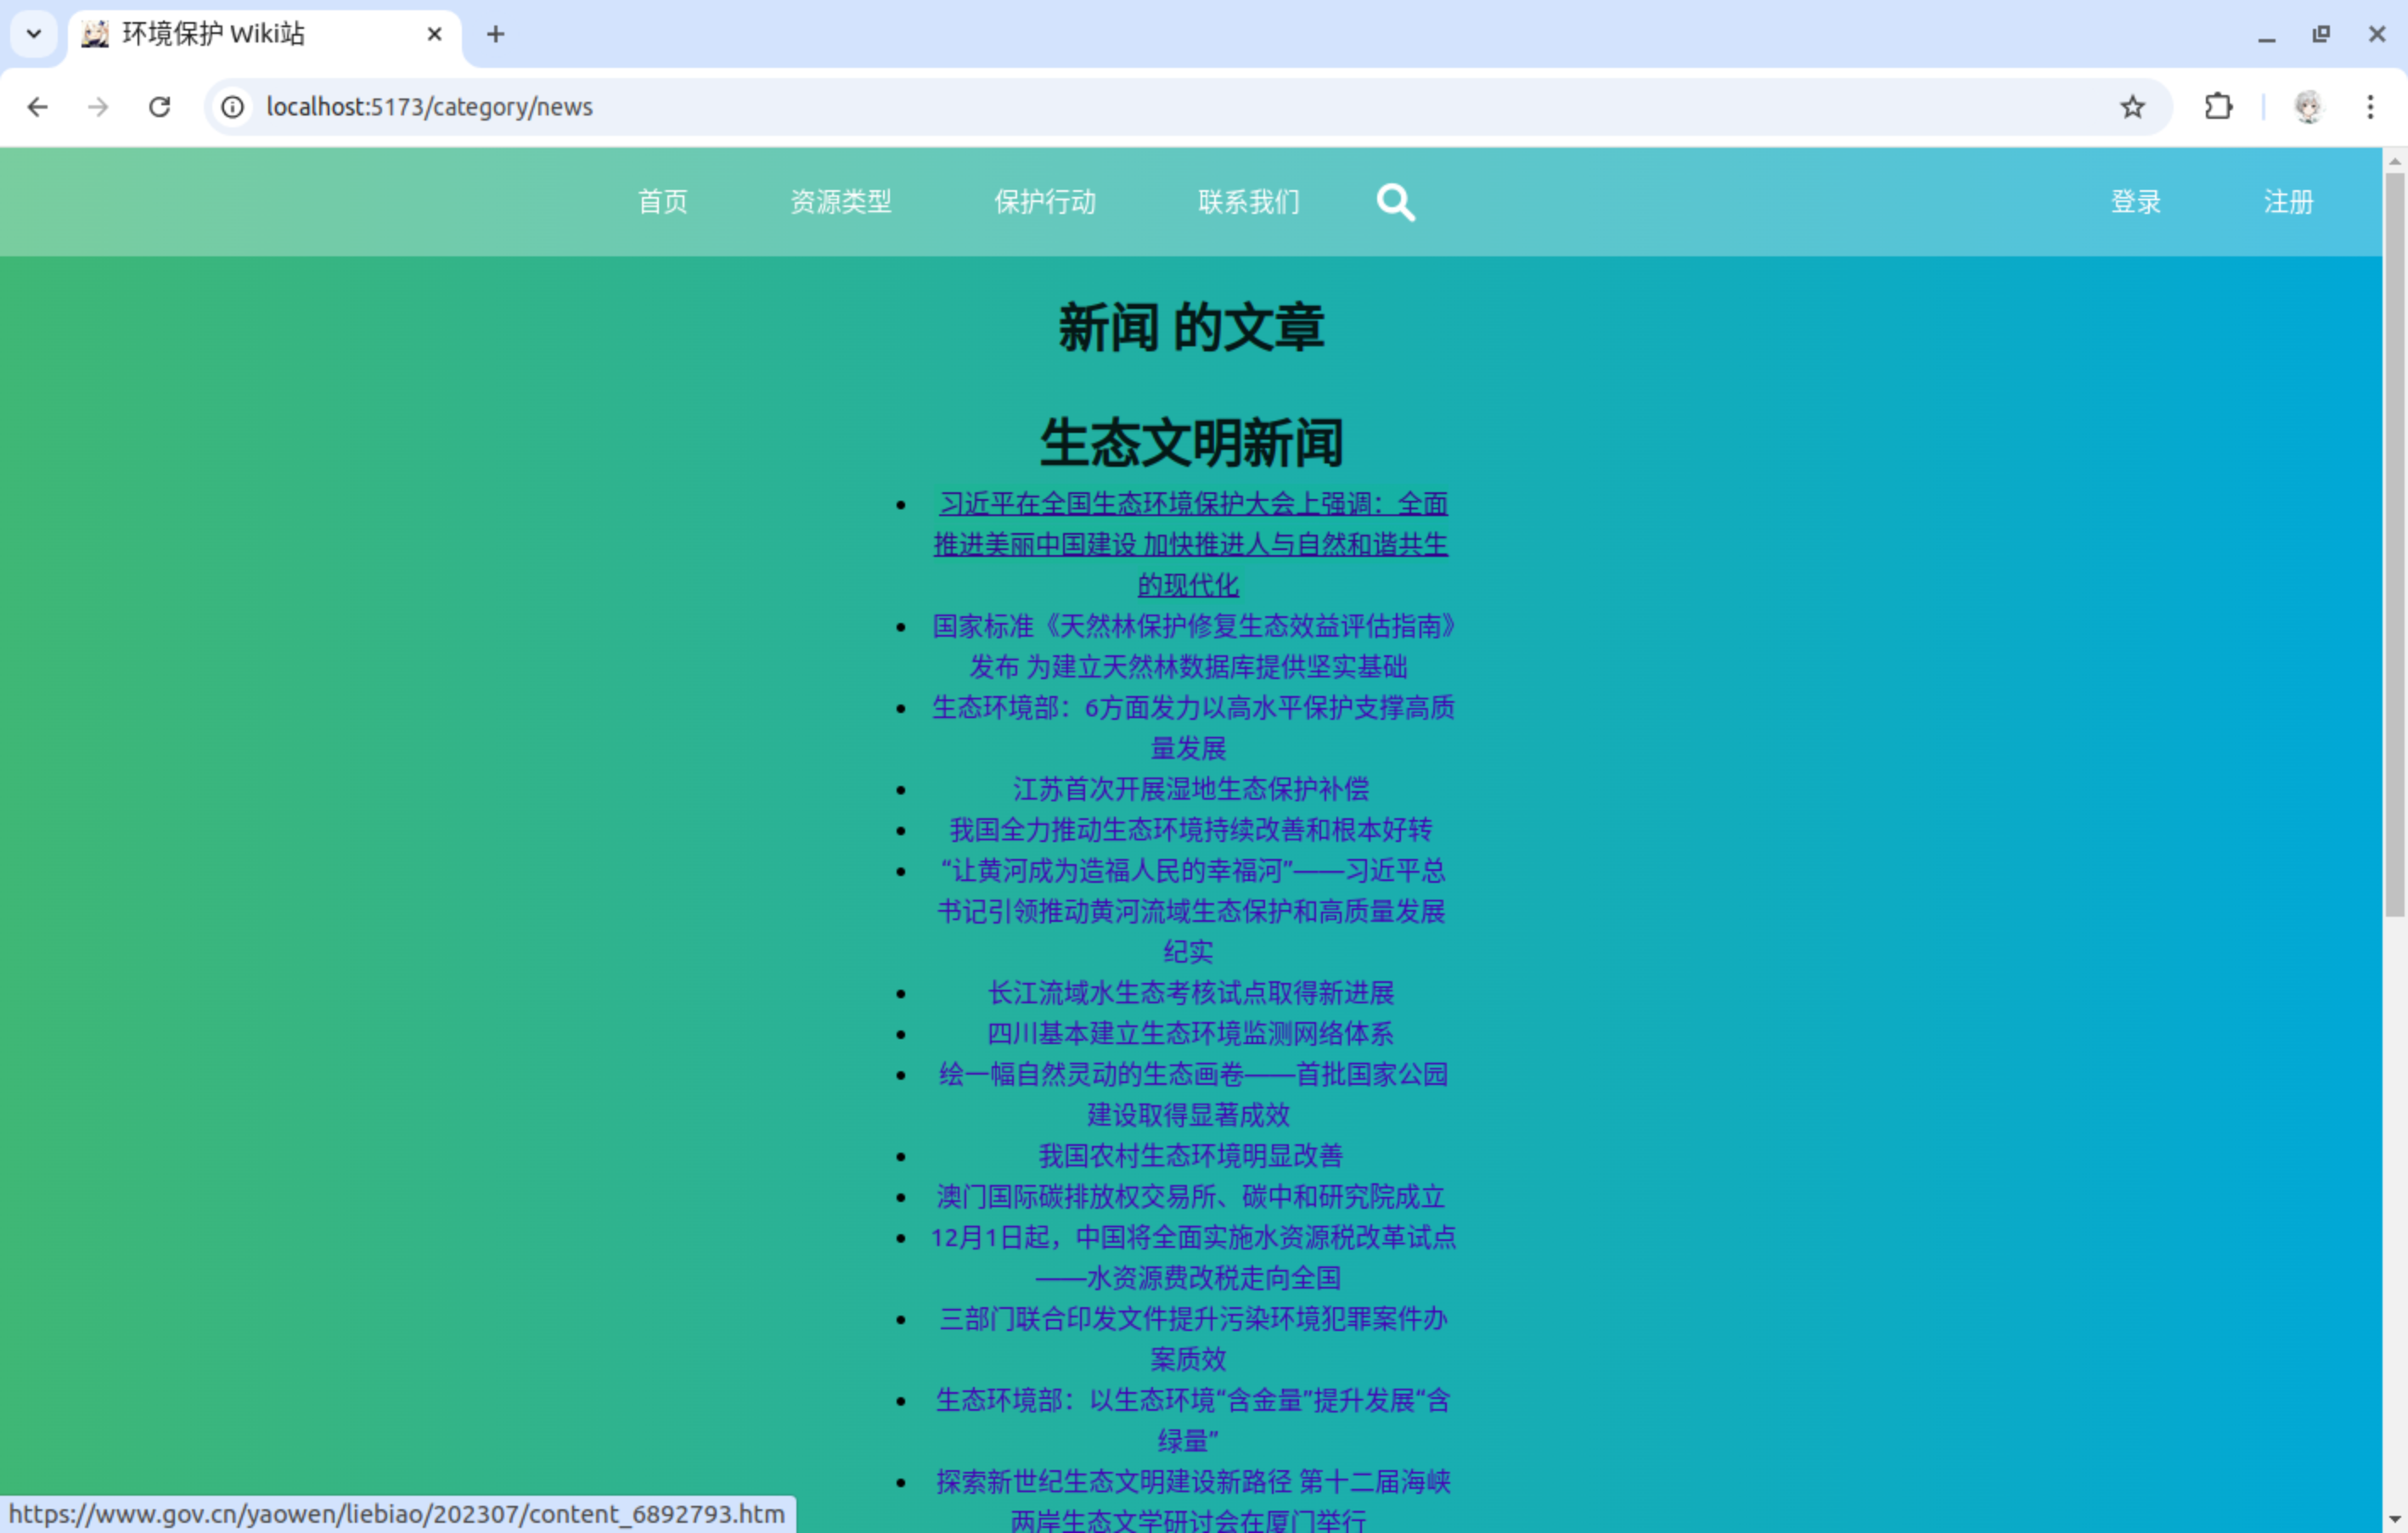 环境保护 Wiki站
localhost:5173/category/news
首页 资源类型 保护行动 联系我们 登录 注册
新闻 的文章
生态文明新闻
习近平在全国生态环境保护大会上强调：全面
推进美丽中国建设 加快推进人与自然和谐共生
的现代化
国家标准《天然林保护修复生态效益评估指南》
发布 为建立天然林数据库提供坚实基础
生态环境部：6方面发力以高水平保护支撑高质
量发展
江苏首次开展湿地生态保护补偿
我国全力推动生态环境持续改善和根本好转
“让黄河成为造福人民的幸福河”——习近平总
书记引领推动黄河流域生态保护和高质量发展
纪实
长江流域水生态考核试点取得新进展
四川基本建立生态环境监测网络体系
绘一幅自然灵动的生态画卷——首批国家公园
建设取得显著成效
我国农村生态环境明显改善
澳门国际碳排放权交易所、碳中和研究院成立
12月1日起，中国将全面实施水资源税改革试点
——水资源费改税走向全国
三部门联合印发文件提升污染环境犯罪案件办
案质效
生态环境部：以生态环境“含金量”提升发展“含
绿量”
探索新世纪生态文明建设新路径 第十二届海峡
两岸生态文学研讨会在厦门举行
https://www.gov.cn/yaowen/liebiao/202307/content_6892793.htm